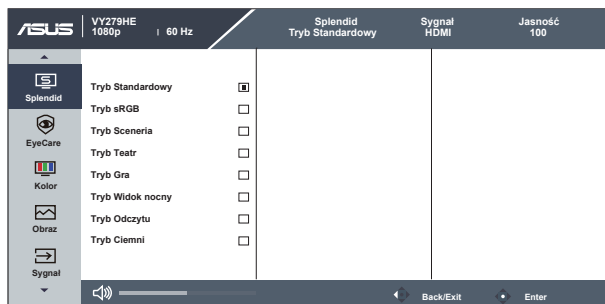 ASUS
VY279HE
1080p | 60 Hz
Splendid
Tryb Standardowy
Sygnał
HDMI
Jasność
100
Splendid
EyeCare
Kolor
Obraz
Sygnał
Tryb Standardowy
Tryb sRGB
Tryb Sceneria
Tryb Teatr
Tryb Gra
Tryb Widok nocny
Tryb Odczytu
Tryb Ciemni
Back/Exit
Enter